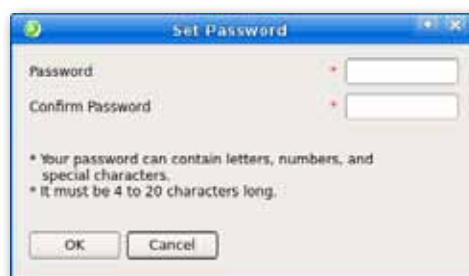 Set Password
Password *
Confirm Password *
* Your password can contain letters, numbers, and
special characters.
* It must be 4 to 20 characters long.
OK Cancel